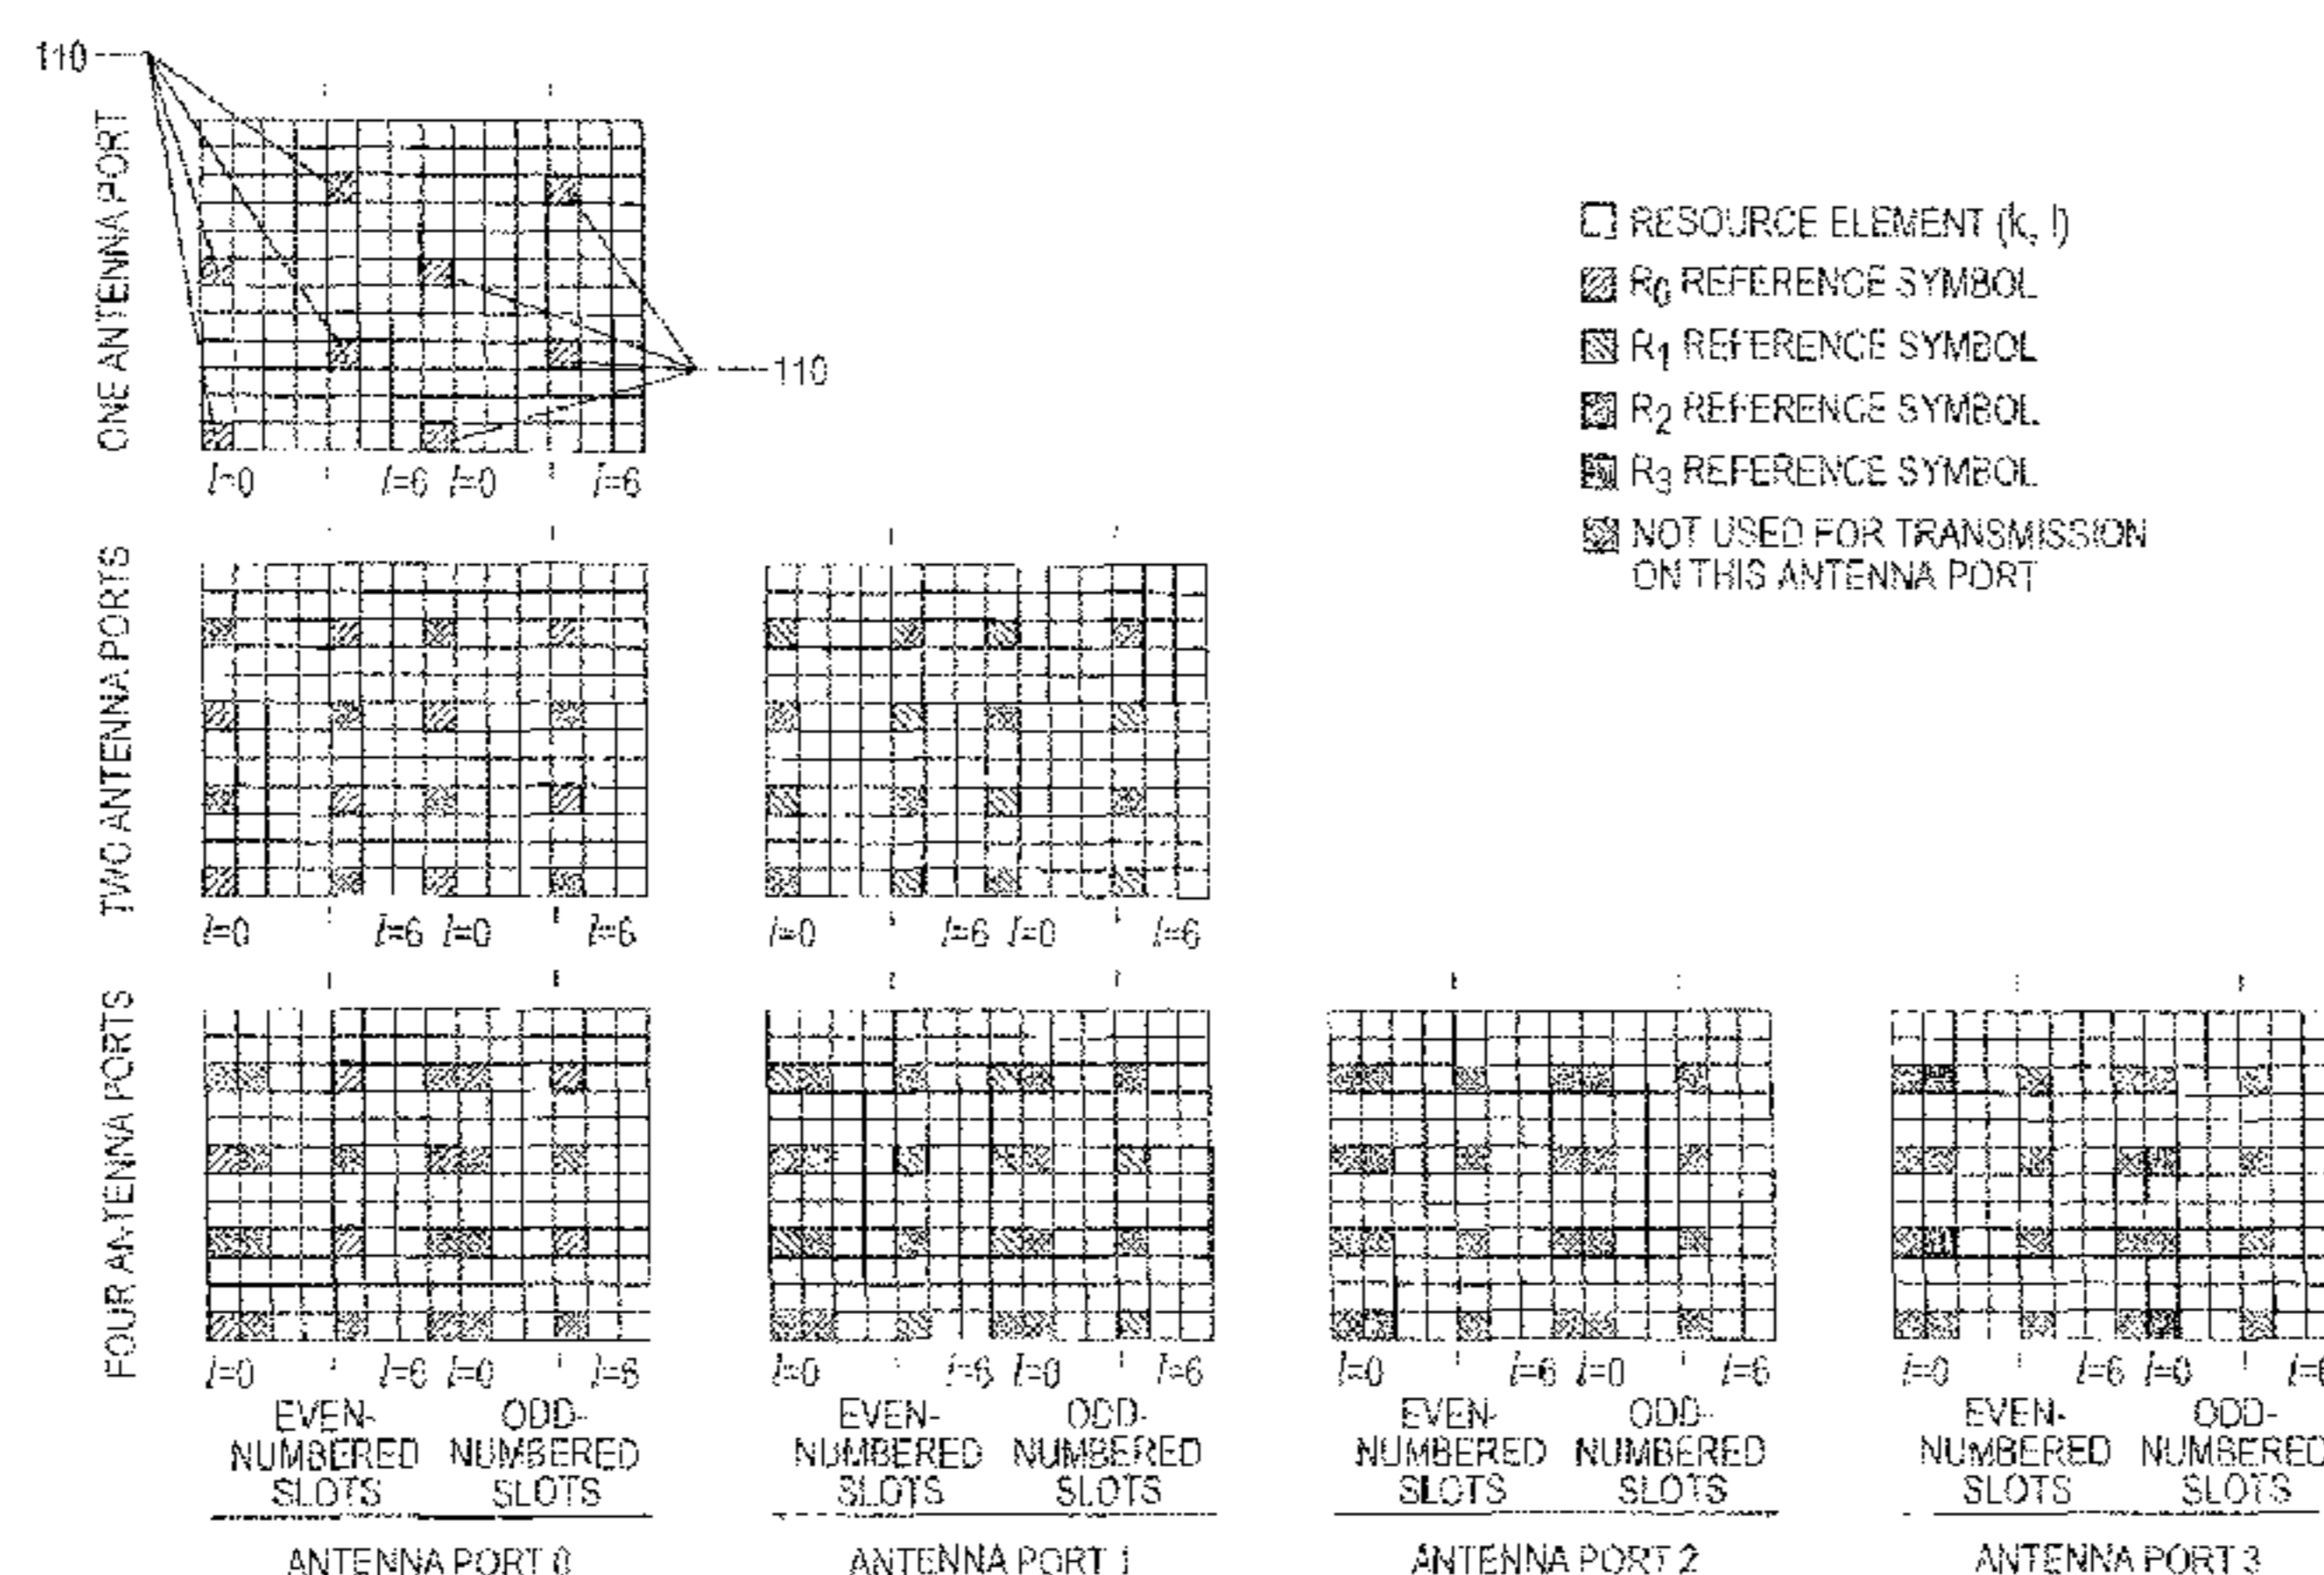 110
ONE ANTENNA PORT
110
l=0 l=6 l=0 l=6
RESOURCE ELEMENT (k, l)
R0 REFERENCE SYMBOL
R1 REFERENCE SYMBOL
R2 REFERENCE SYMBOL
R3 REFERENCE SYMBOL
NOT USED FOR TRANSMISSION
ON THIS ANTENNA PORT
TWO ANTENNA PORTS
l=0 l=6 l=0 l=6
l=0 l=6 l=0 l=6
FOUR ANTENNA PORTS
l=0 l=6 l=0 l=6
EVEN-
NUMBERED
SLOTS
ODD-
NUMBERED
SLOTS
ANTENNA PORT 0
l=0 l=6 l=0 l=6
EVEN-
NUMBERED
SLOTS
ODD-
NUMBERED
SLOTS
ANTENNA PORT 1
l=0 l=6 l=0 l=6
EVEN-
NUMBERED
SLOTS
ODD-
NUMBERED
SLOTS
ANTENNA PORT 2
l=0 l=6 l=0 l=6
EVEN-
NUMBERED
SLOTS
ODD-
NUMBERED
SLOTS
ANTENNA PORT 3